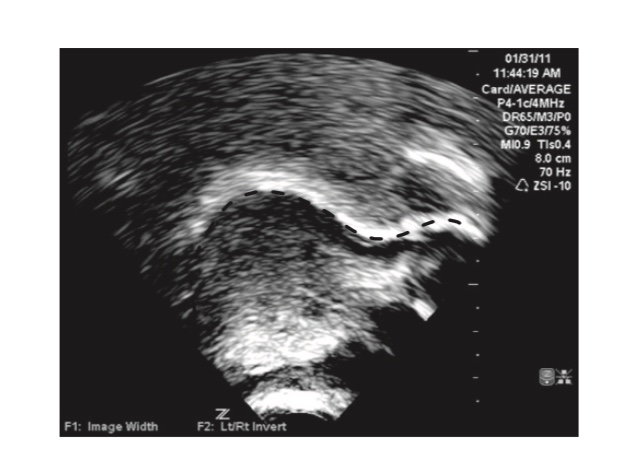 01/31/11
11:44:19 AM
Card/AVERAGE
P4-1c/4MHz
DR65/M3/P0
G70/E3/75%
MI0.9 TIs0.4
8.0 cm
70 Hz
ZSI -10
Z
F1: Image Width F2: Lt/Rt Invert